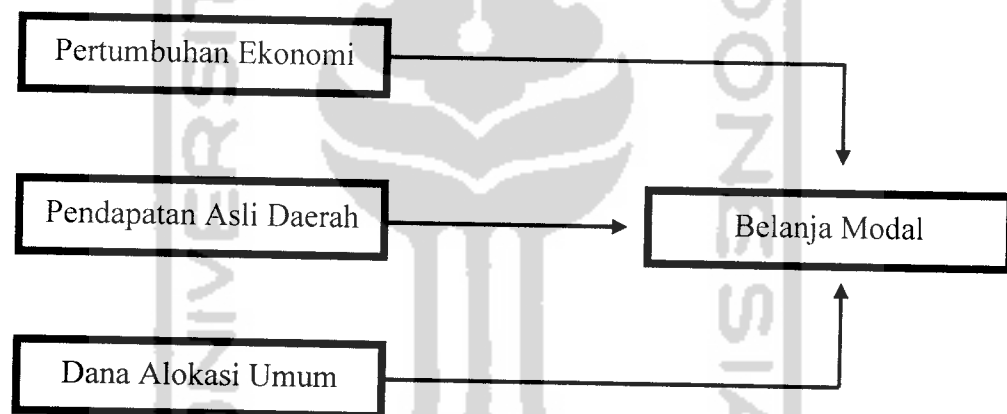 Pertumbuhan Ekonomi
Pendapatan Asli Daerah
Belanja Modal
Dana Alokasi Umum